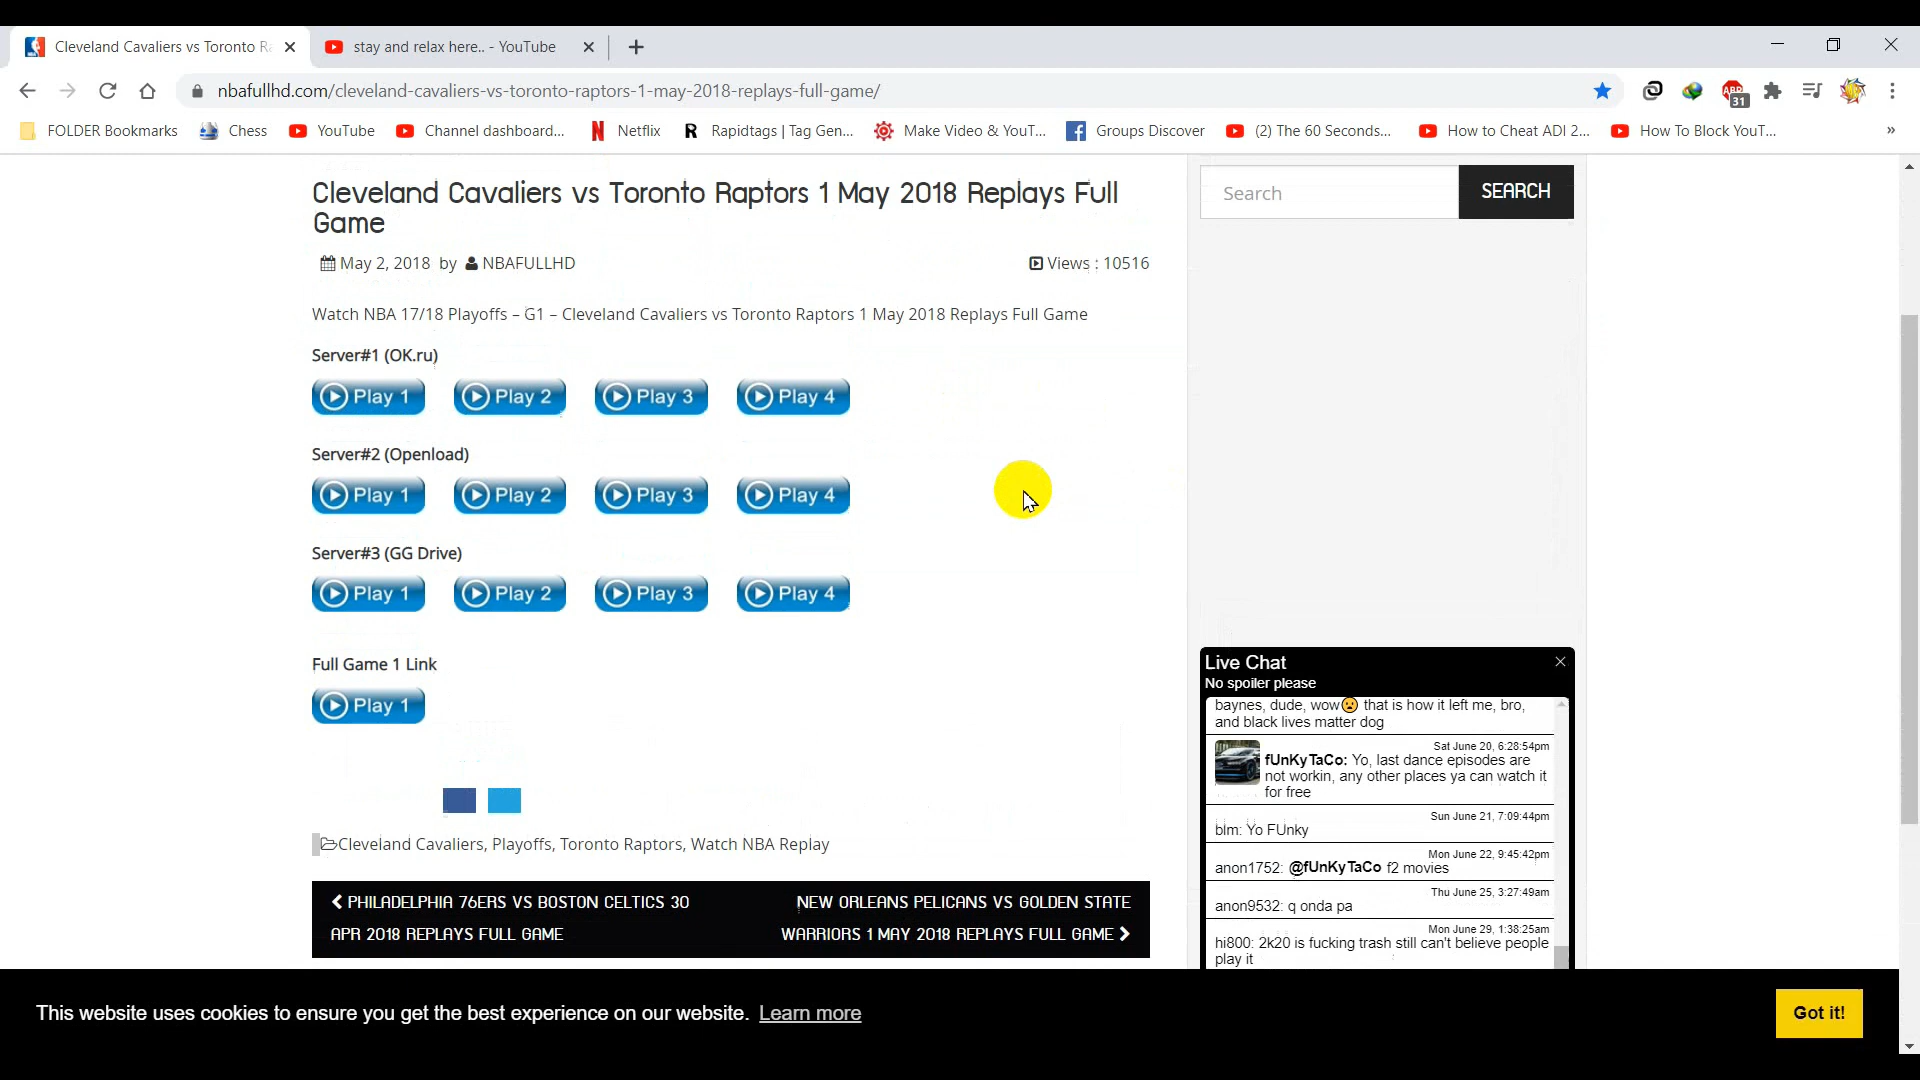 Cleveland Cavaliers vs Toronto Ra
stay and relax here.. - YouTube
nbafullhd.com/cleveland-cavaliers-vs-toronto-raptors-1-may-2018-replays-full-game/
ABP
31
FOLDER Bookmarks
Chess
YouTube
Channel dashboard...
Netflix
R Rapidtags | Tag Gen...
Make Video & YouT...
Groups Discover
(2) The 60 Seconds...
How to Cheat ADI 2...
How To Block YouT...
»
Cleveland Cavaliers vs Toronto Raptors 1 May 2018 Replays Full
Game
May 2, 2018 by NBAFULLHD
Views : 10516
Watch NBA 17/18 Playoffs – G1 – Cleveland Cavaliers vs Toronto Raptors 1 May 2018 Replays Full Game
Server#1 (OK.ru)
Play 1 Play 2 Play 3 Play 4
Server#2 (Openload)
Play 1 Play 2 Play 3 Play 4
Server#3 (GG Drive)
Play 1 Play 2 Play 3 Play 4
Full Game 1 Link
Play 1
Cleveland Cavaliers, Playoffs, Toronto Raptors, Watch NBA Replay
PHILADELPHIA 76ERS VS BOSTON CELTICS 30
APR 2018 REPLAYS FULL GAME
NEW ORLEANS PELICANS VS GOLDEN STATE
WARRIORS 1 MAY 2018 REPLAYS FULL GAME
Search
SEARCH
Live Chat
No spoiler please
baynes, dude, wow😦 that is how it left me, bro,
and black lives matter dog
Sat June 20, 6:28:54pm
fUnKyTaCo: Yo, last dance episodes are
not workin, any other places ya can watch it
for free
Sun June 21, 7:09:44pm
blm: Yo FUnky
Mon June 22, 9:45:42pm
anon1752: @fUnKyTaCo f2 movies
Thu June 25, 3:27:49am
anon9532: q onda pa
Mon June 29, 1:38:25am
hi800: 2k20 is fucking trash still can't believe people
play it
This website uses cookies to ensure you get the best experience on our website. Learn more
Got it!